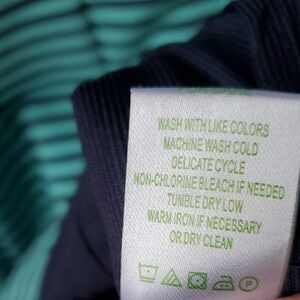 WASH WITH LIKE COLORS
MACHINE WASH COLD
DELICATE CYCLE
NON-CHLORINE BLEACH IF NEEDED
TUMBLE DRY LOW
WARM IRON IF NECESSARY
OR DRY CLEAN